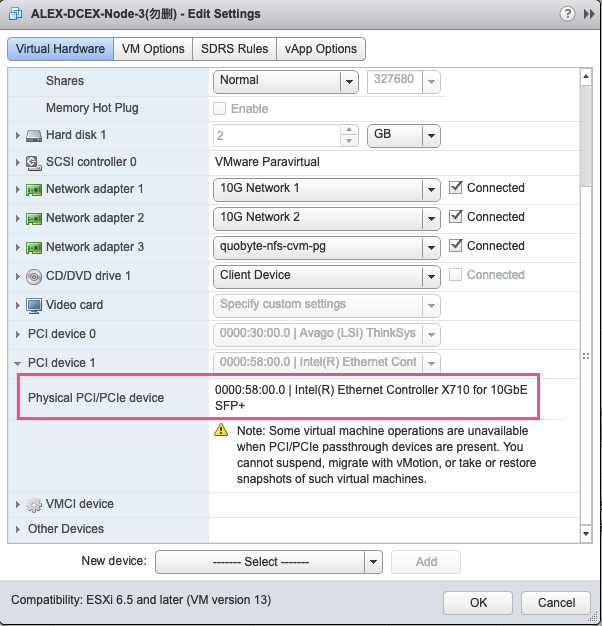 ALEX-DCEX-Node-3(勿删) - Edit Settings
Virtual Hardware VM Options SDRS Rules vApp Options
Shares Normal 327680
Memory Hot Plug Enable
Hard disk 1 2 GB
SCSI controller 0 VMware Paravirtual
Network adapter 1 10G Network 1 Connected
Network adapter 2 10G Network 2 Connected
Network adapter 3 quobyte-nfs-cvm-pg Connected
CD/DVD drive 1 Client Device Connected
Video card Specify custom settings
PCI device 0 0000:30:00.0 | Avago (LSI) ThinkSys
PCI device 1 0000:58:00.0 | Intel(R) Ethernet Cont
Physical PCI/PCIe device 0000:58:00.0 | Intel(R) Ethernet Controller X710 for 10GbE
SFP+
Note: Some virtual machine operations are unavailable
when PCI/PCIe passthrough devices are present. You
cannot suspend, migrate with vMotion, or take or restore
snapshots of such virtual machines.
VMCI device
Other Devices
New device: ------- Select ------- Add
Compatibility: ESXi 6.5 and later (VM version 13) OK Cancel